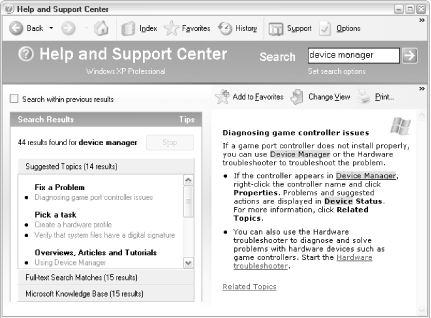 Help and Support Center
Back
Index
Favorites
History
Support
Options
Help and Support Center
Windows XP Professional
Search
device manager
Set search options
Search within previous results
Add to Favorites
Change View
Print...
Search Results
Tips
44 results found for device manager
Stop
Suggested Topics (14 results)
Fix a Problem
Diagnosing game controller issues
Pick a task
Create a hardware profile
Verify that system files have a digital signature
Overviews, Articles and Tutorials
Using Device Manager
Full-text Search Matches (15 results)
Microsoft Knowledge Base (15 results)
Diagnosing game controller issues
If a game port controller does not install properly,
you can use Device Manager or the Hardware
troubleshooter to troubleshoot the problem.
If the controller appears in Device Manager,
right-click the controller name and click
Properties. Problems and suggested
actions are displayed in Device Status.
For more information, click Related
Topics.
You can also use the Hardware
troubleshooter to diagnose and solve
problems with hardware devices such as
game controllers. Start the Hardware
troubleshooter.
Related Topics